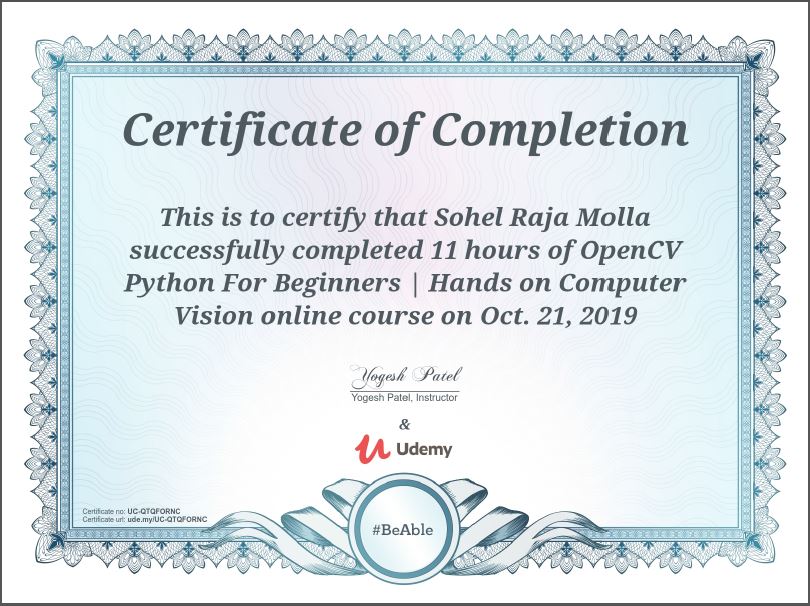 Certificate of Completion
This is to certify that Sohel Raja Molla
successfully completed 11 hours of OpenCV
Python For Beginners | Hands on Computer
Vision online course on Oct. 21, 2019
Yogesh Patel
Yogesh Patel, Instructor
&
Udemy
Certificate no: UC-QTQFORNC
Certificate url: ude.my/UC-QTQFORNC
#BeAble